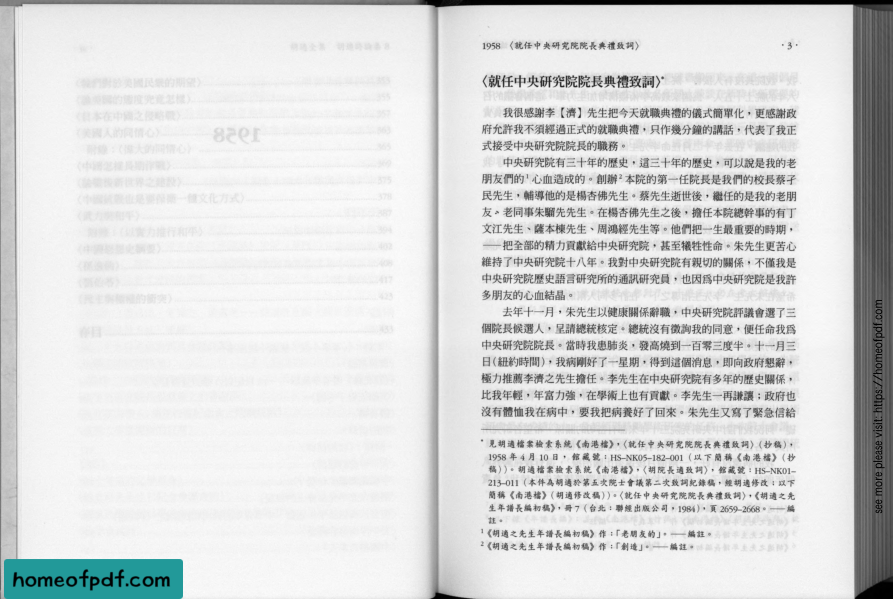 1958 〈就任中央研究院院長典禮致詞〉 ·3·
〈就任中央研究院院長典禮致詞〉*
我很感謝李【濟】先生把今天就職典禮的儀式簡單化，更感謝政
府允許我不須經過正式的就職典禮，只作幾分鐘的講話，代表了我正
式接受中央研究院院長的職務。
中央研究院有三十年的歷史，這三十年的歷史，可以說是我的老
朋友們的¹心血造成的。創辦²本院的第一任院長是我們的校長蔡孑
民先生，輔導他的是楊杏佛先生。蔡先生逝世後，繼任的是我的老朋
友、老同事朱騮先先生。在楊杏佛先生之後，擔任本院總幹事的有丁
文江先生、薩本棟先生、周鴻經先生等。他們把一生最重要的時期，
——把全部的精力貢獻給中央研究院，甚至犧牲性命。朱先生更苦心
維持了中央研究院十八年。我對中央研究院有親切的關係，不僅我是
中央研究院歷史語言研究所的通訊研究員，也因爲中央研究院是我許
多朋友的心血結晶。
去年十一月，朱先生以健康關係辭職，中央研究院評議會選了三
個院長候選人，呈請總統核定。總統沒有徵詢我的同意，便任命我爲
中央研究院院長。當時我患肺炎，發高燒到一百零三度半。十一月三
日（紐約時間），我病剛好了一星期，得到這個消息，即向政府懇辭，
極力推薦李濟之先生擔任。李先生在中央研究院有多年的歷史關係，
比我年輕，年富力強，在學術上也有貢獻。李先生一再謙讓；政府也
沒有體恤我在病中，要我把病養好了回來。朱先生又寫了緊急信給
* 見胡適檔案檢索系統《南港檔》，〈就任中央研究院院長典禮致詞〉（抄稿），
1958 年 4 月 10 日，館藏號：HS-NK05-182-001（以下簡稱《南港檔》（抄
稿））。胡適檔案檢索系統《南港檔》，〈胡院長適致詞〉，館藏號：HS-NK01-
213-011（本件為胡適於第五次院士會議第二次致詞紀錄稿，經胡適修改；以下
簡稱《南港檔》（胡適修改稿））。〈就任中央研究院院長典禮致詞〉，《胡適之先
生年譜長編初稿》，冊 7（台北：聯經出版公司，1984），頁 2659-2668。——編
註。
¹《胡適之先生年譜長編初稿》作：「老朋友的」。——編註。
²《胡適之先生年譜長編初稿》作：「創造」。——編註。
see more please visit: https://homeofpdf.com
homeofpdf.com
1958